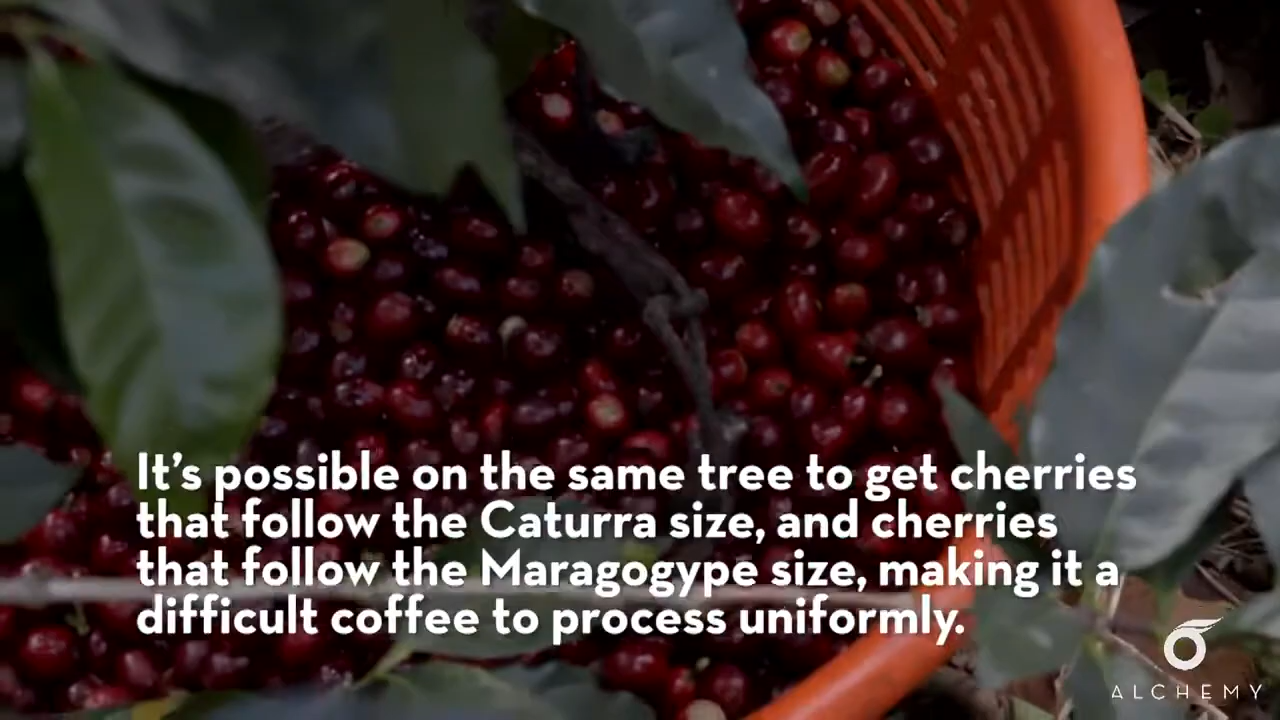 It’s possible on the same tree to get cherries
that follow the Caturra size, and cherries
that follow the Maragogype size, making it a
difficult coffee to process uniformly.
ALCHEMY